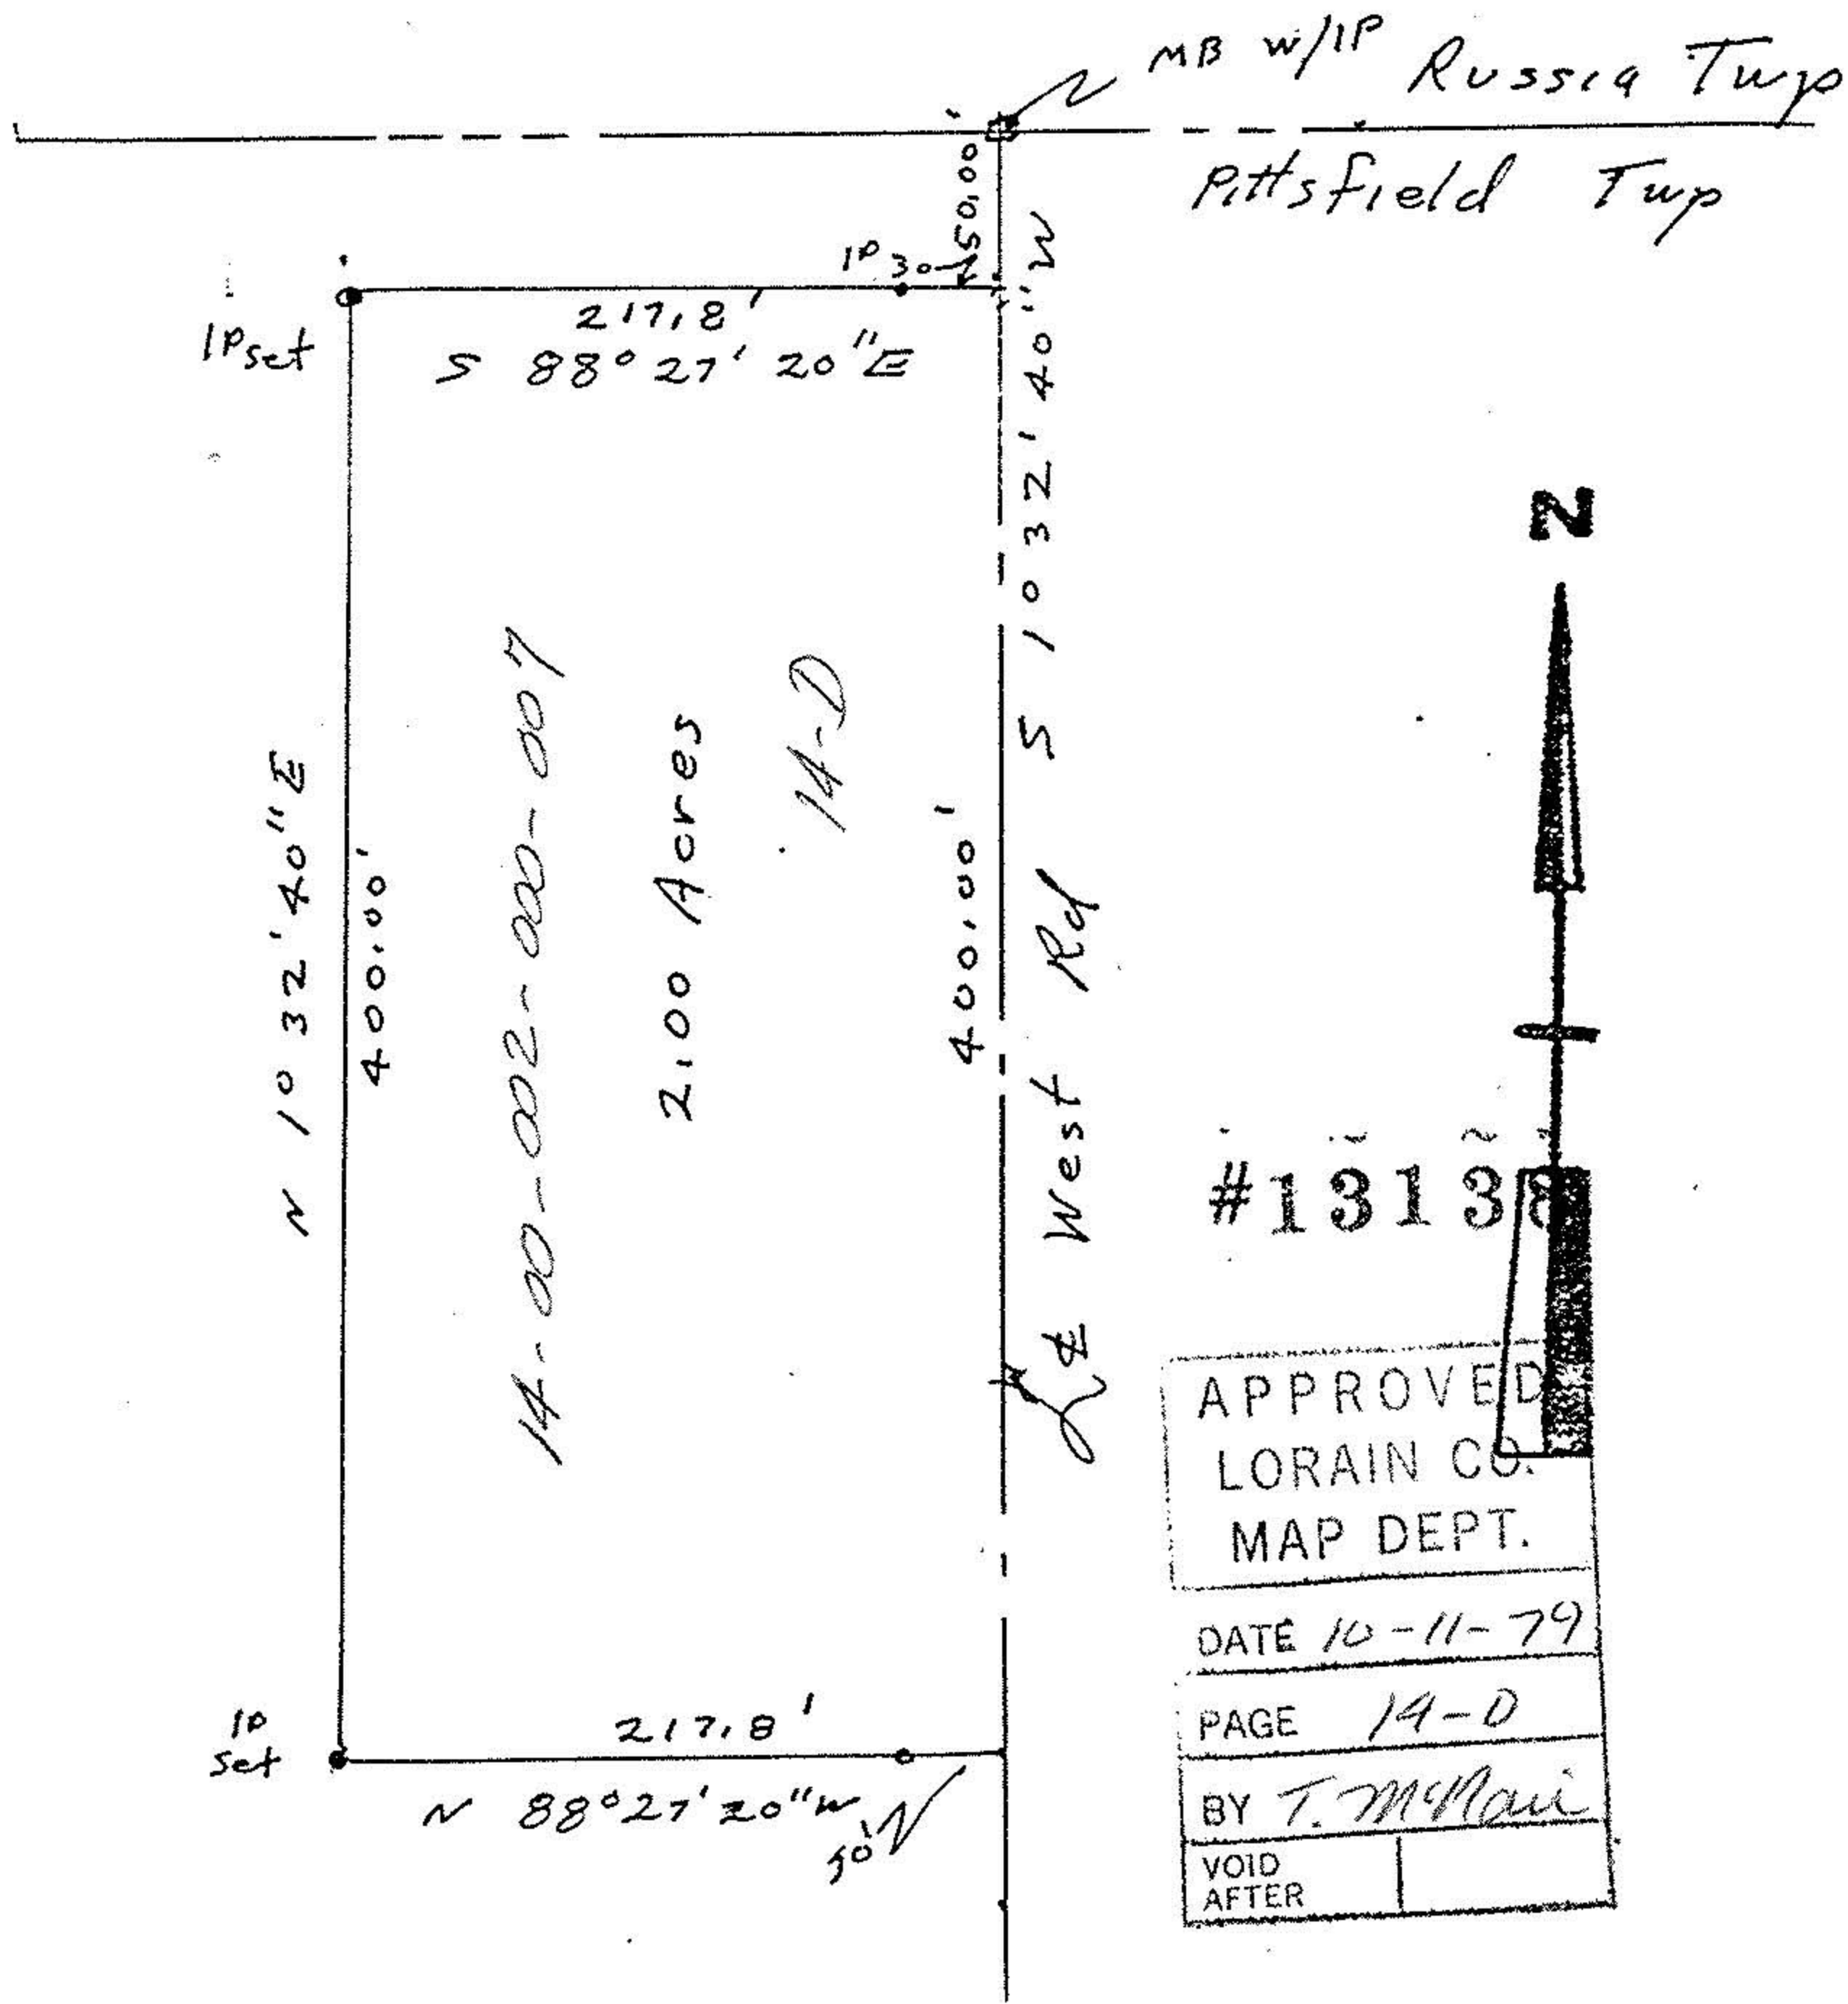 MB w/IP Russia Twp
Pittsfield Twp
50.00'
IP 30'
IP set
217.8'
S 88° 27' 20" E
S 1° 32' 40" W
N 1° 32' 40" E
400.00'
14-00-002-000-007
2.00 Acres
14-D
400.00'
℄ West Rd
N
#13138
APPROVED
LORAIN CO.
MAP DEPT.
DATE 10-11-79
PAGE 14-D
BY T. McNair
VOID
AFTER
IP
set
217.8'
N 88° 27' 20" W